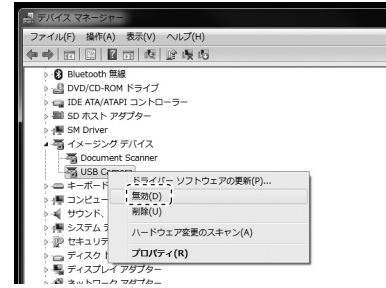 デバイス マネージャー
ファイル(F) 操作(A) 表示(V) ヘルプ(H)
Bluetooth 無線
DVD/CD-ROM ドライブ
IDE ATA/ATAPI コントローラー
SD ホスト アダプター
SM Driver
イメージング デバイス
Document Scanner
USB Camera
ドライバー ソフトウェアの更新(P)...
キーボード
無効(D)
コンピュー
削除(U)
サウンド、
システム デ
ハードウェア変更のスキャン(A)
セキュリテ
プロパティ(R)
ディスク ド
ディスプレイ アダプター
ネットワーク アダプター